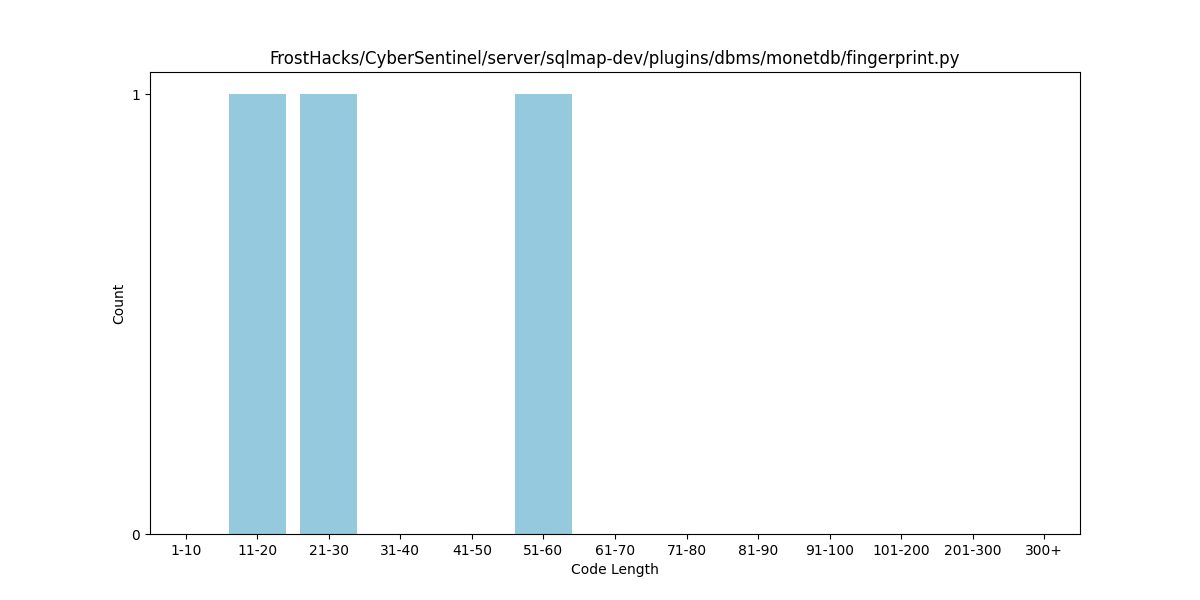 FrostHacks/CyberSentinel/server/sqlmap-dev/plugins/dbms/monetdb/fingerprint.py
1
Count
0
1-10 11-20 21-30 31-40 41-50 51-60 61-70 71-80 81-90 91-100 101-200 201-300 300+
Code Length